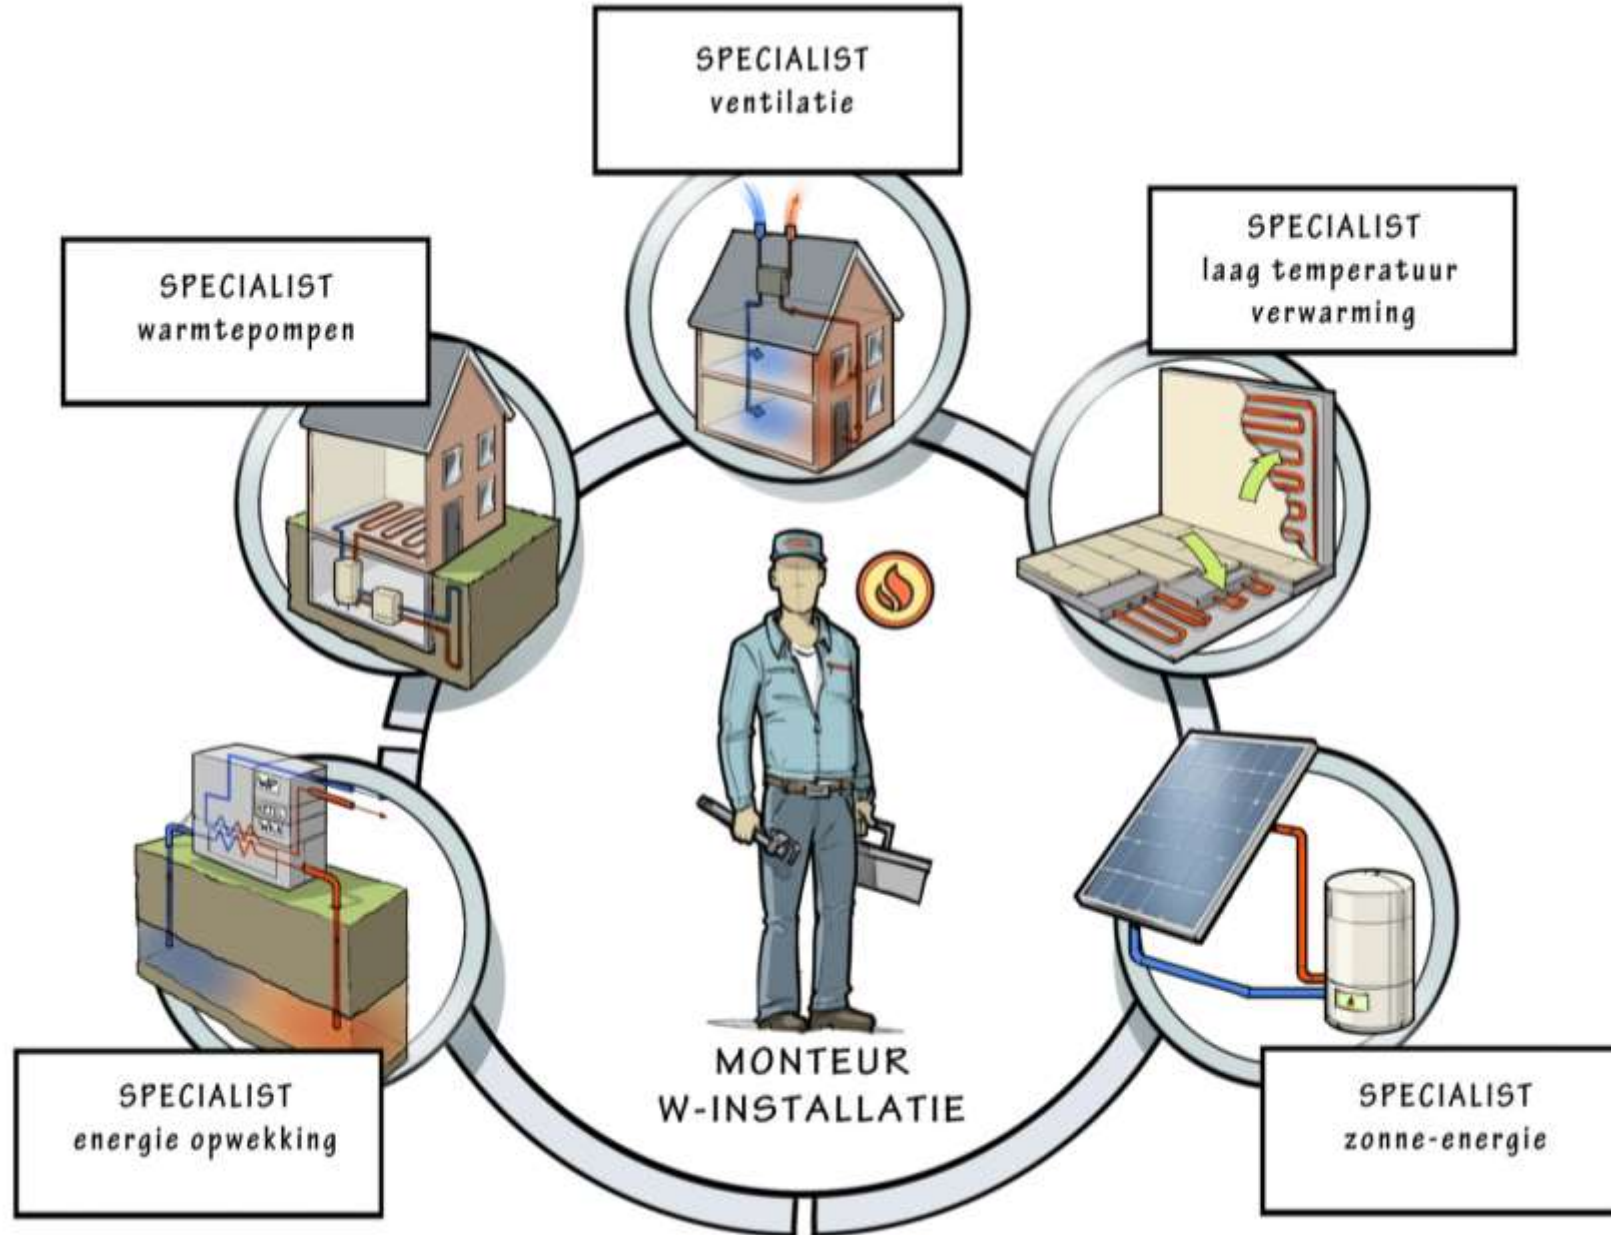 SPECIALIST
ventilatie
SPECIALIST
warmtepompen
SPECIALIST
laag temperatuur
verwarming
MONTEUR
W-INSTALLATIE
SPECIALIST
energie opwekking
SPECIALIST
zonne-energie